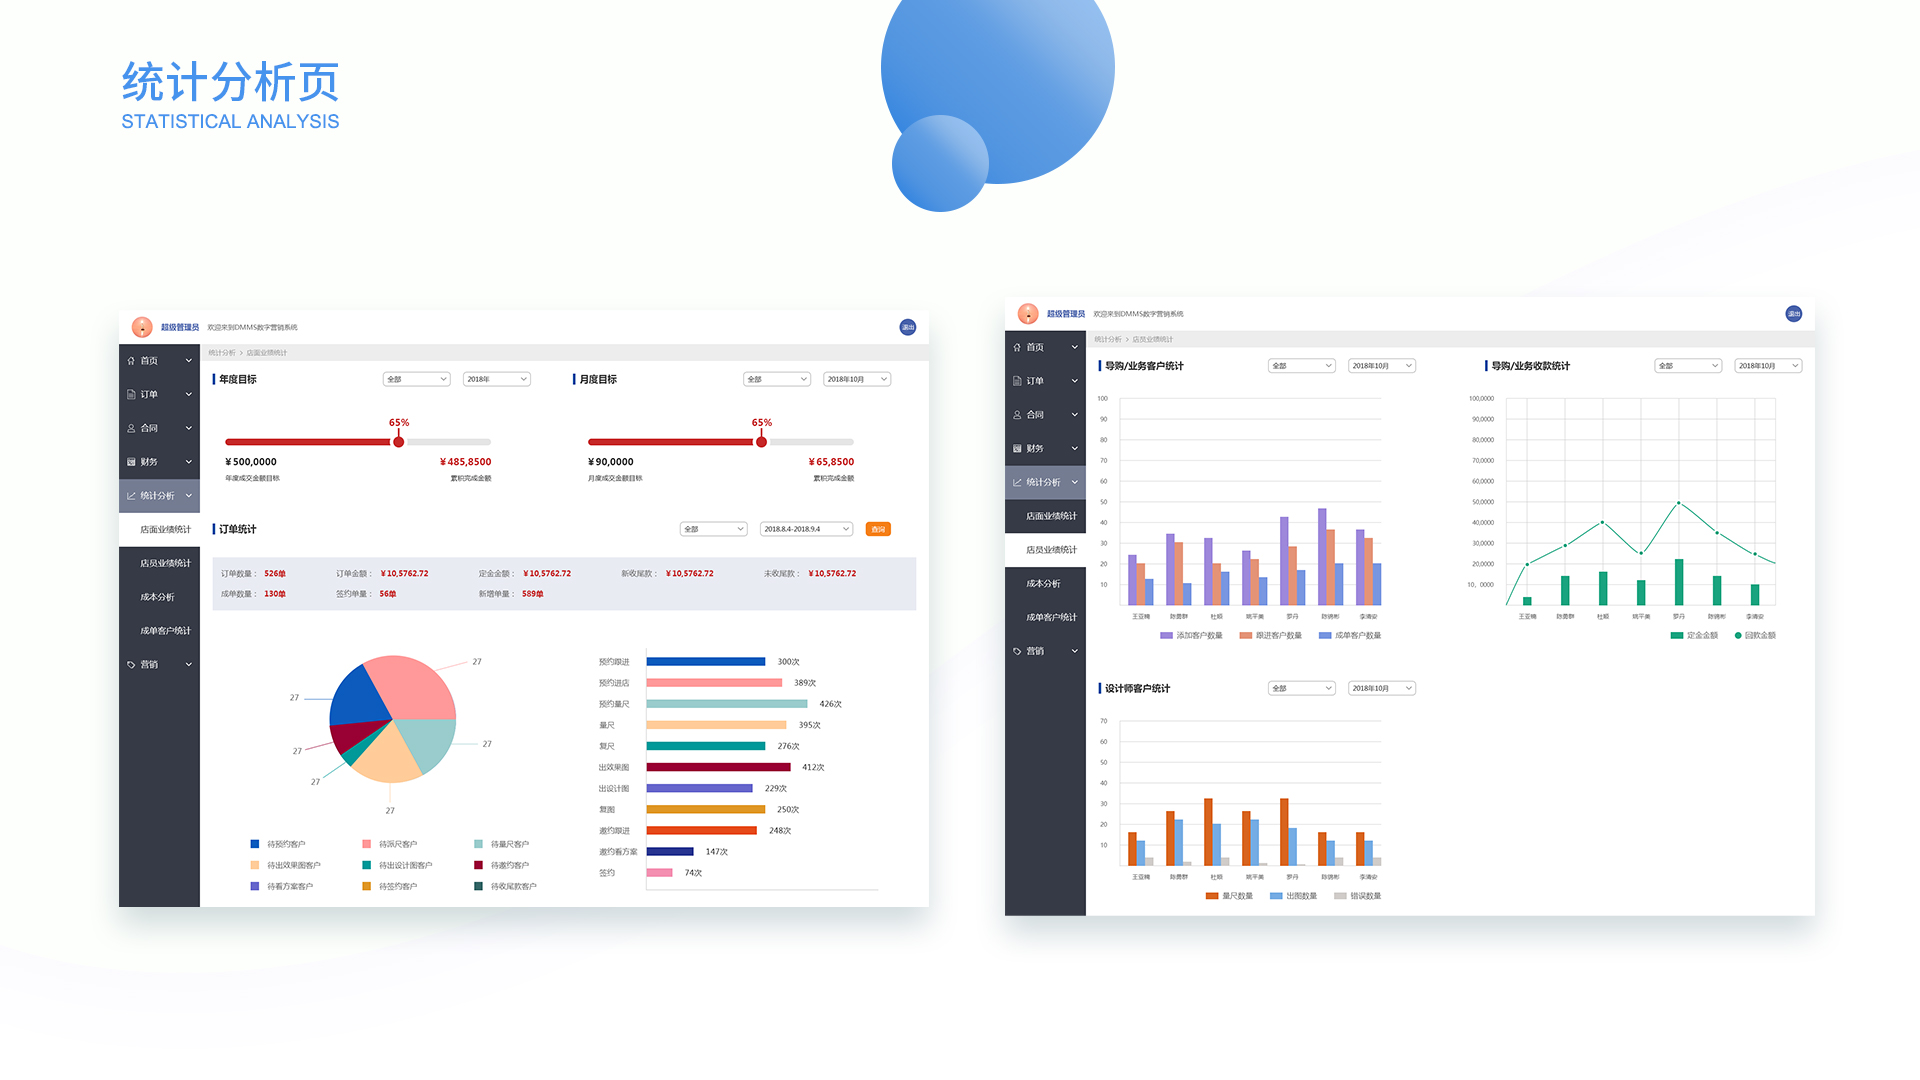 统计分析页
STATISTICAL ANALYSIS
超级管理员 欢迎来到DMMS数字营销系统 退出
首页
订单
合同
财务
统计分析
店面业绩统计
店员业绩统计
成本分析
成单客户统计
营销
统计分析 > 店面业绩统计
年度目标 全部 2018年
65%
¥500,0000 ¥485,8500
年度成交金额目标 累积完成金额
月度目标 全部 2018年10月
65%
¥90,0000 ¥65,8500
月度成交金额目标 累积完成金额
订单统计 全部 2018.8.4-2018.9.4 查询
订单数量： 526单 订单金额： ¥10,5762.72 定金金额： ¥10,5762.72 新收尾款： ¥10,5762.72 未收尾款： ¥10,5762.72
成单数量： 130单 签约单量： 56单 新增单量： 589单
27
27
27
27
27
27
待预约客户 待派尺客户 待量尺客户
待出效果图客户 待出设计图客户 待邀约客户
待看方案客户 待签约客户 待收尾款客户
预约跟进 300次
预约进店 389次
预约量尺 426次
量尺 395次
复尺 276次
出效果图 412次
出设计图 229次
复图 250次
邀约跟进 248次
邀约看方案 147次
签约 74次
超级管理员 欢迎来到DMMS数字营销系统 退出
首页
订单
合同
财务
统计分析
店面业绩统计
店员业绩统计
成本分析
成单客户统计
营销
统计分析 > 店员业绩统计
导购/业务客户统计 全部 2018年10月
100
90
80
70
60
50
40
30
20
10
王亚楠 陈勇群 杜顺 姚平美 罗丹 陈锦彬 李清安
添加客户数量 跟进客户数量 成单客户数量
导购/业务收款统计 全部 2018年10月
100,0000
90,0000
80,0000
70,0000
60,0000
50,0000
40,0000
30,0000
20,0000
10，0000
王亚楠 陈勇群 杜顺 姚平美 罗丹 陈锦彬 李清安
定金金额 回款金额
设计师客户统计 全部 2018年10月
70
60
50
40
30
20
10
王亚楠 陈勇群 杜顺 姚平美 罗丹 陈锦彬 李清安
量尺数量 出图数量 错误数量